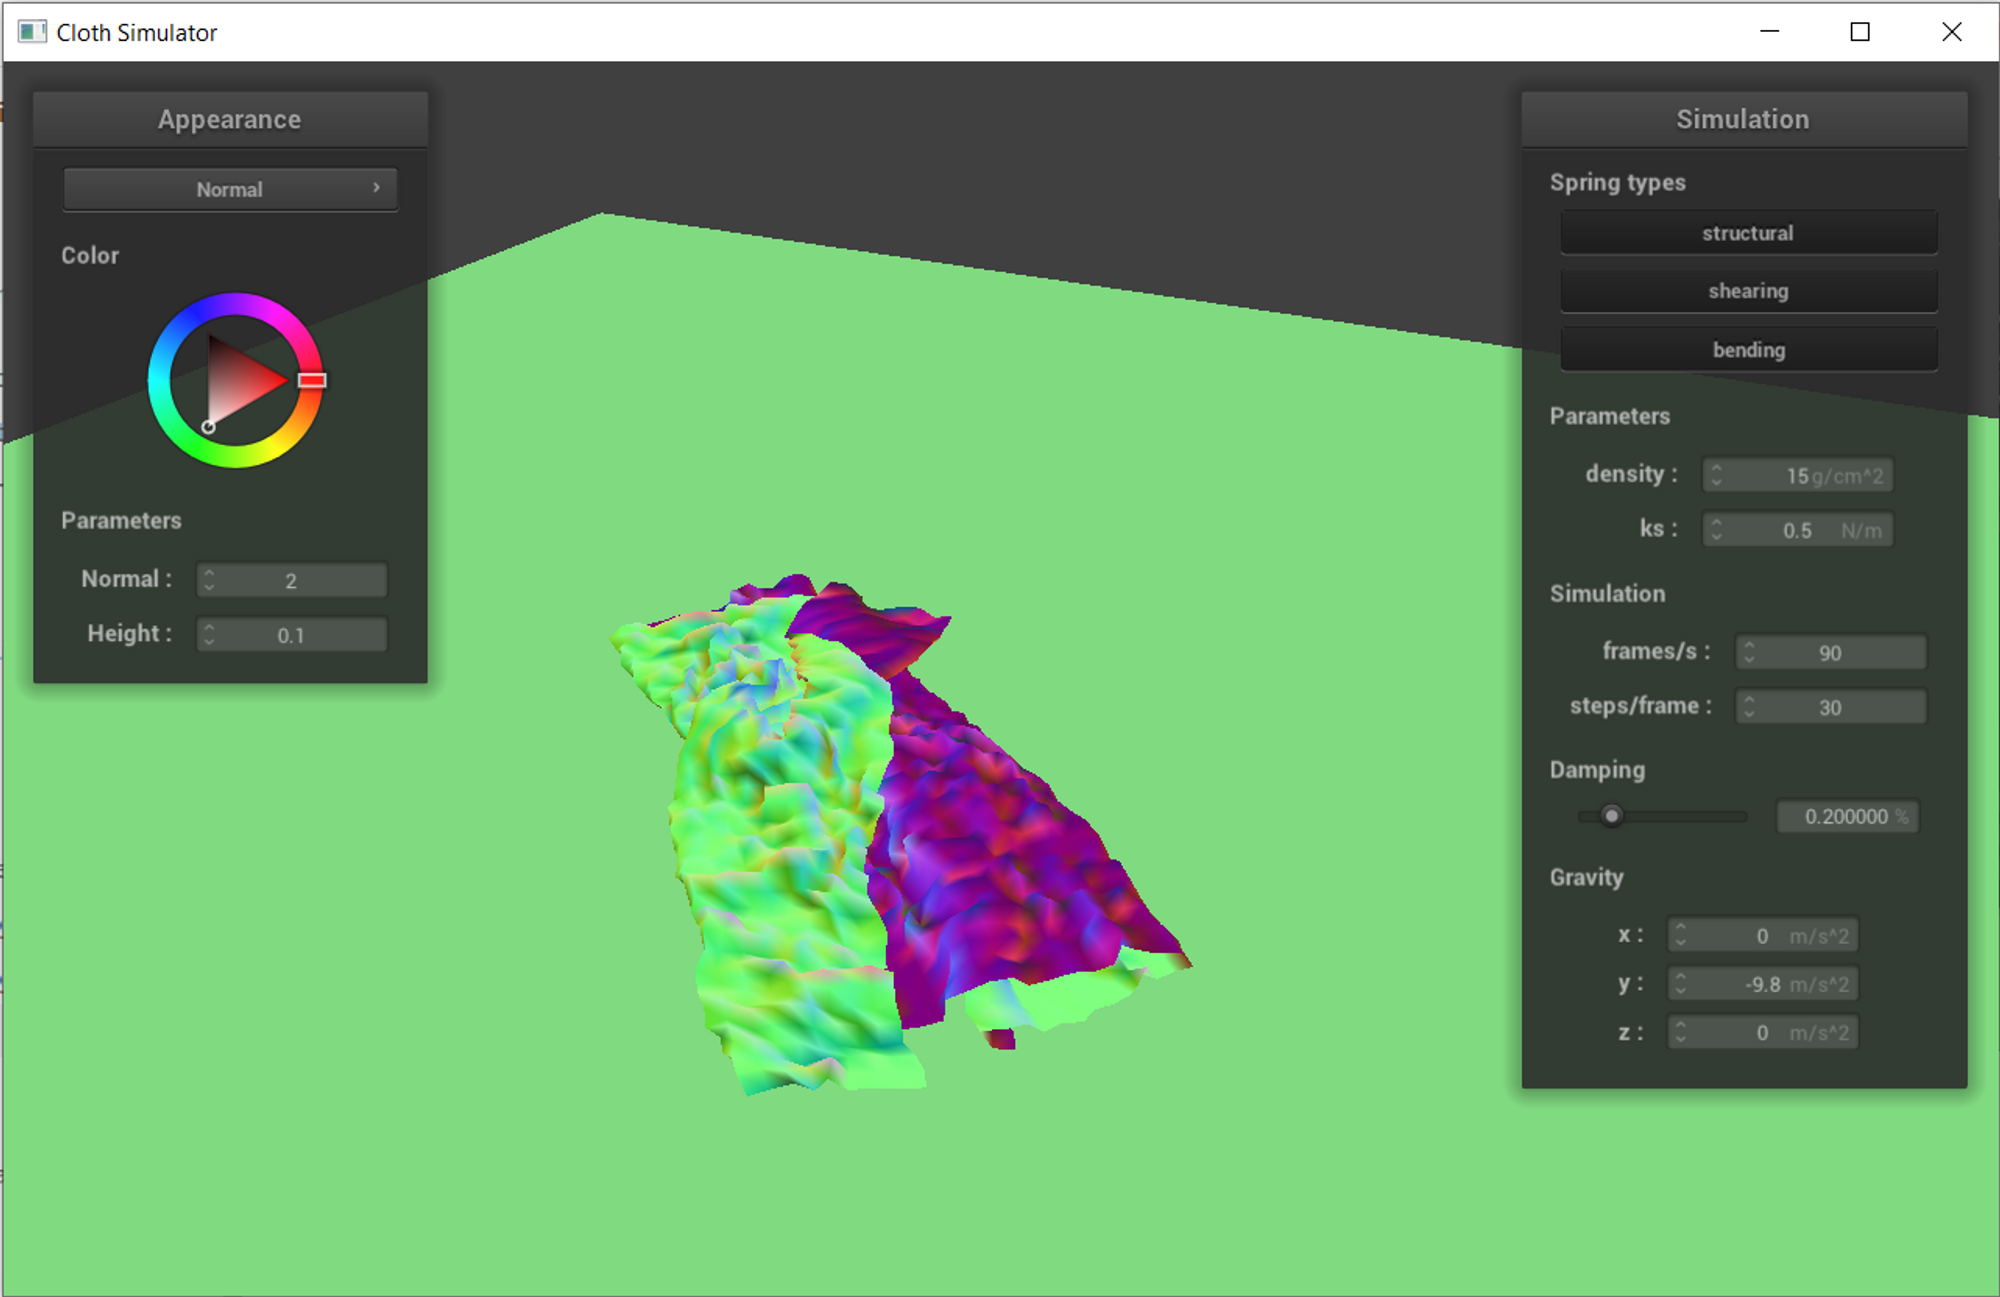 Cloth Simulator
Appearance
Normal
Color
Parameters
Normal : 2
Height : 0.1
Simulation
Spring types
structural
shearing
bending
Parameters
density : 15 g/cm^2
ks : 0.5 N/m
Simulation
frames/s : 90
steps/frame : 30
Damping
0.200000 %
Gravity
x : 0 m/s^2
y : -9.8 m/s^2
z : 0 m/s^2